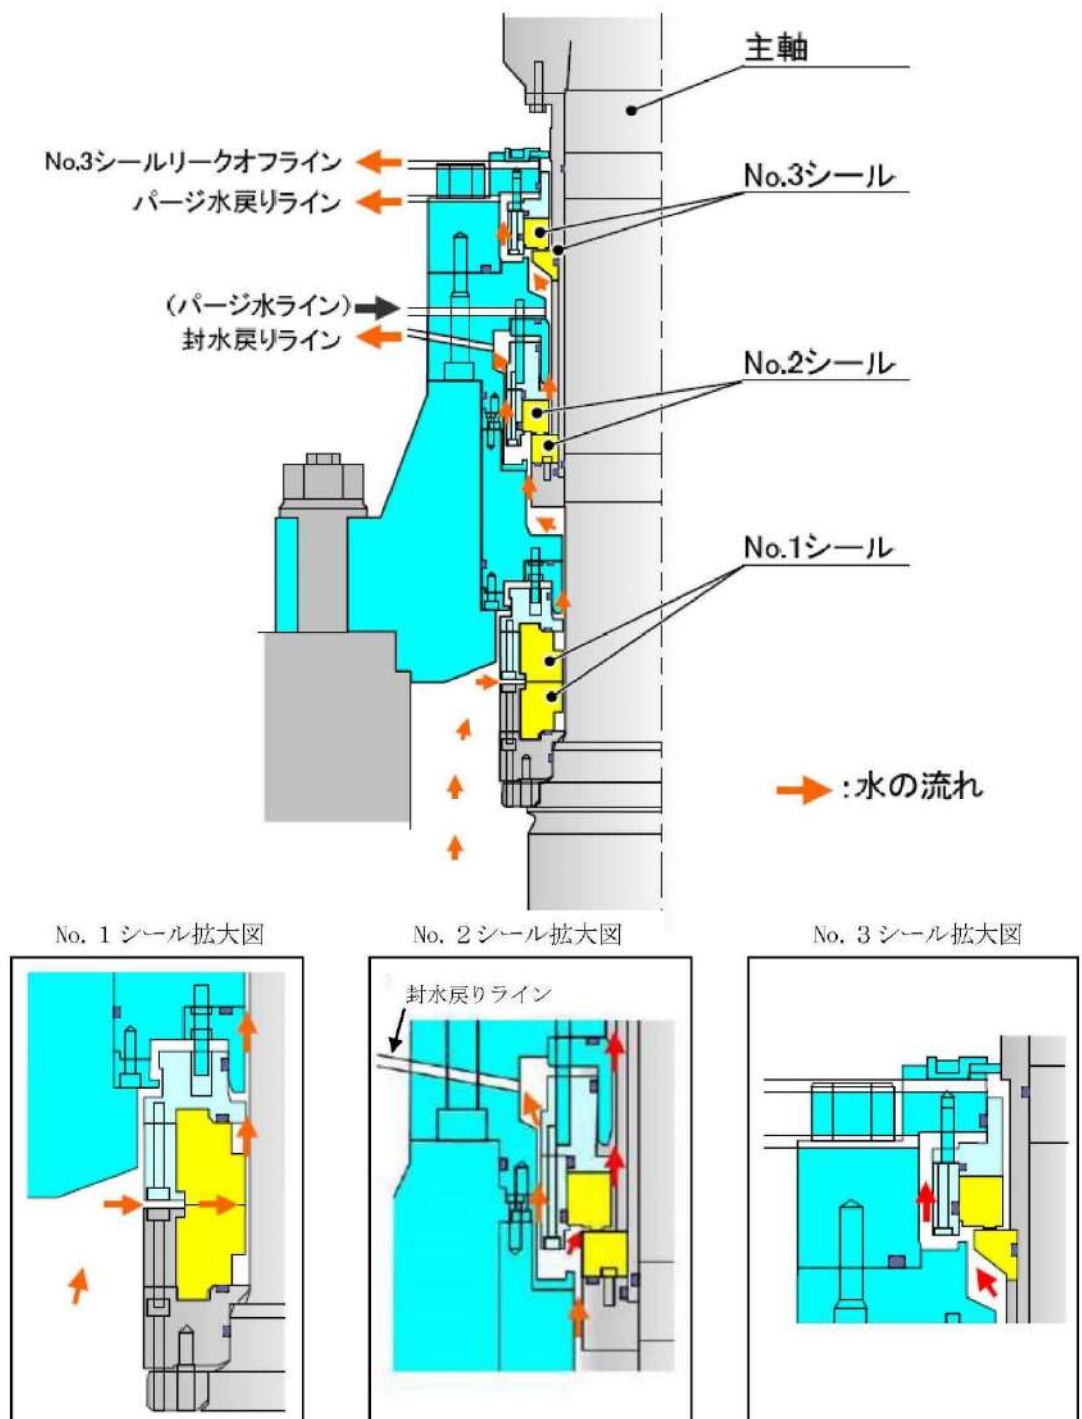 主軸
No.3シールリークオフライン
No.3シール
パージ水戻りライン
(パージ水ライン)
封水戻りライン
No.2シール
No.1シール
:水の流れ
No. 1 シール拡大図
No. 2 シール拡大図
No. 3 シール拡大図
封水戻りライン